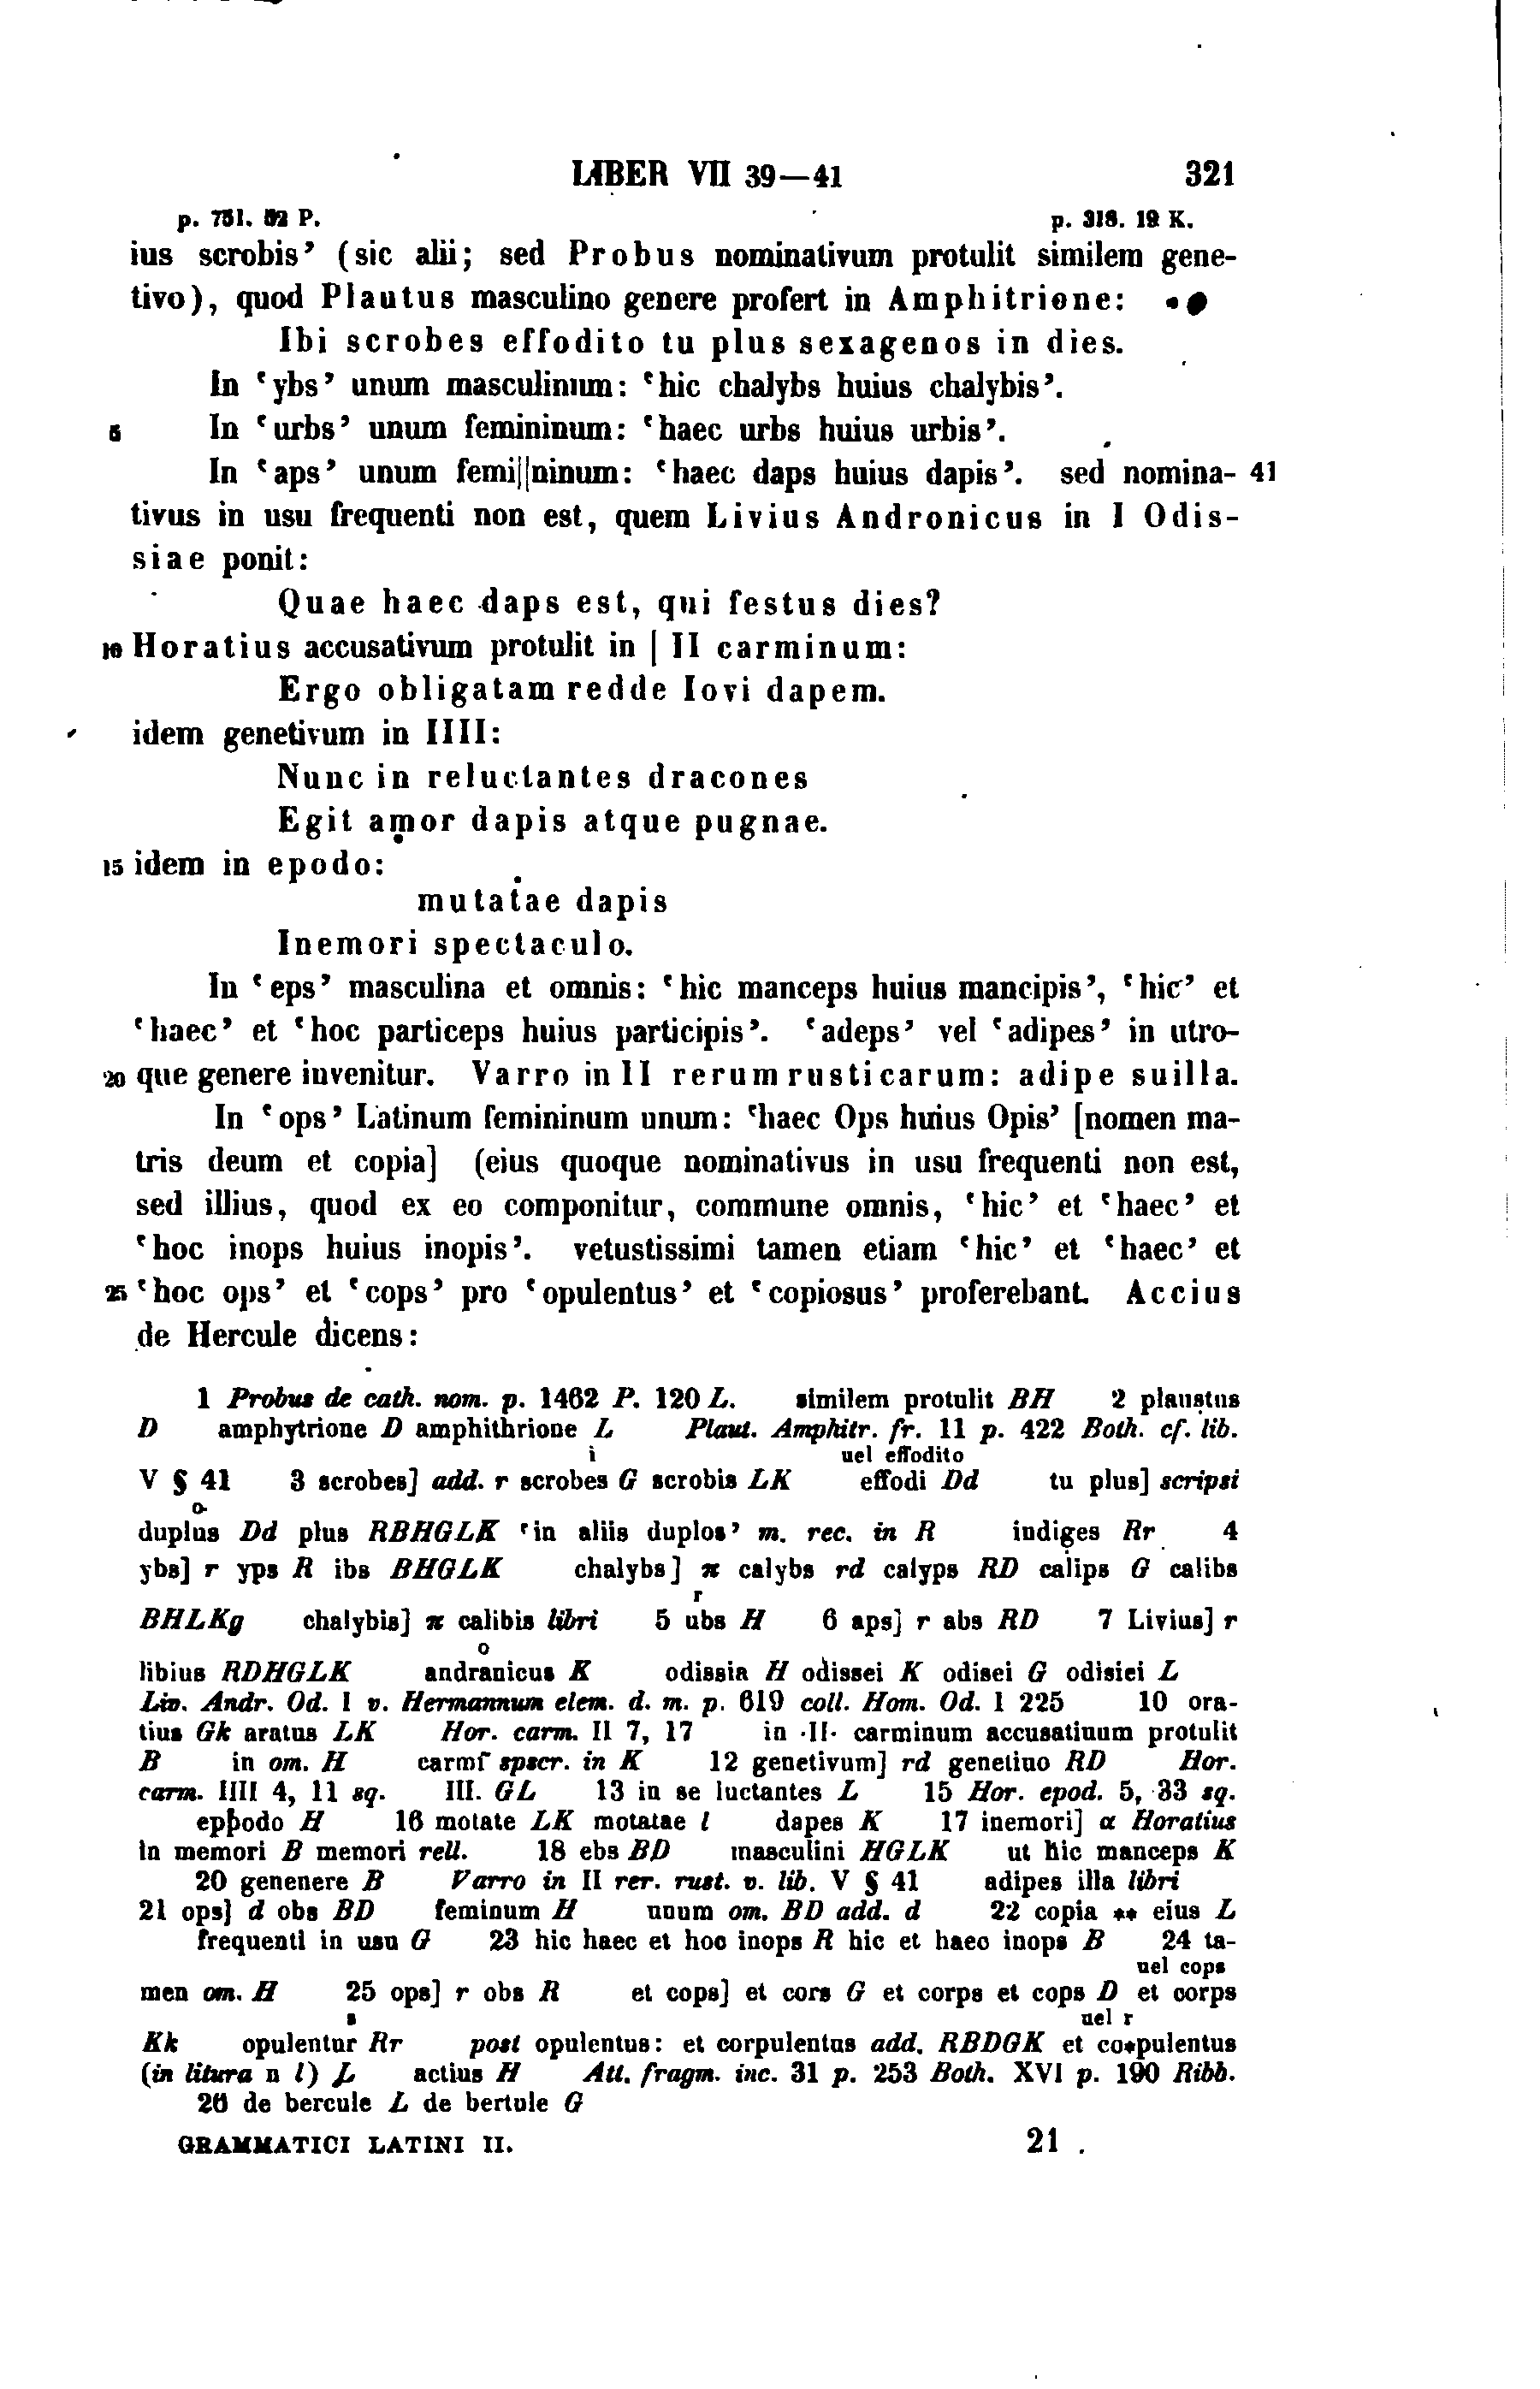 LIBER VII 39—41 321
p. 751. 52 P. p. 318. 19 K.
ius scrobis’ (sic alii; sed Probus nominativum protulit similem gene-
tivo), quod Plautus masculino genere profert in Amphitrione:
Ibi scrobes effodito tu plus sexagenos in dies.
In ‘ybs’ unum masculinum: ‘hic chalybs huius chalybis’.
5 In ‘urbs’ unum femininum: ‘haec urbs huius urbis’.
In ‘aps’ unum femi||ninum: ‘haec daps huius dapis’. sed nomina- 41
tivus in usu frequenti non est, quem Livius Andronicus in I Odis-
siae ponit:
Quae haec daps est, qui festus dies?
10 Horatius accusativum protulit in | II carminum:
Ergo obligatam redde Iovi dapem.
idem genetivum in IIII:
Nunc in reluctantes dracones
Egit amor dapis atque pugnae.
15 idem in epodo:
mutatae dapis
Inemori spectaculo.
In ‘eps’ masculina et omnis: ‘hic manceps huius mancipis’, ‘hic’ et
‘haec’ et ‘hoc particeps huius participis’. ‘adeps’ vel ‘adipes’ in utro-
20 que genere invenitur. Varro in II rerum rusticarum: adipe suilla.
In ‘ops’ Latinum femininum unum: ‘haec Ops huius Opis’ [nomen ma-
tris deum et copia] (eius quoque nominativus in usu frequenti non est,
sed illius, quod ex eo componitur, commune omnis, ‘hic’ et ‘haec’ et
‘hoc inops huius inopis’. vetustissimi tamen etiam ‘hic’ et ‘haec’ et
25 ‘hoc ops’ et ‘cops’ pro ‘opulentus’ et ‘copiosus’ proferebant. Accius
de Hercule dicens:
1 Probus de cath. nom. p. 1462 P. 120 L. similem protulit BH 2 plaustus
D amphytrione D amphithrione L Plaut. Amphitr. fr. 11 p. 422 Both. cf. lib.
i uel effodito
V § 41 3 scrobes] add. r scrobes G scrobis LK effodi Dd tu plus] scripsi
o
duplus Dd plus RBHGLK ‘in aliis duplos’ m. rec. in R indiges Rr 4
ybs] r yps R ibs BHGLK chalybs] π calybs rd calyps RD calips G calibs
r
BHLKg chalybis] π calibis libri 5 ubs H 6 aps] r abs RD 7 Livius] r
o
libius RDHGLK andranicus K odissia H odissei K odisei G odisiei L
Liv. Andr. Od. 1 v. Hermannum elem. d. m. p. 619 coll. Hom. Od. 1 225 10 ora-
tius Gk aratus LK Hor. carm. II 7, 17 in ·II· carminum accusatiuum protulit
B in om. H carmſ spscr. in K 12 genetivum] rd genetiuo RD Hor.
carm. IIII 4, 11 sq. III. GL 13 in se luctantes L 15 Hor. epod. 5, 33 sq.
ephodo H 16 motate LK motatae l dapes K 17 inemori] α Horatius
in memori B memori rell. 18 ebs BD masculini HGLK ut hic manceps K
20 genenere B Varro in II rer. rust. v. lib. V § 41 adipes illa libri
21 ops] d obs BD feminum H unum om. BD add. d 22 copia ** eius L
frequenti in usu G 23 hic haec et hoc inops R hic et haec inops B 24 ta-
uel cops
men om. H 25 ops] r obs R et cops] et cors G et corps et cops D et corps
s uel r
Kk opulentur Rr post opulentus: et corpulentus add. RBDGK et co*pulentus
(in litura n l) L actius H Att. fragm. inc. 31 p. 253 Both. XVI p. 190 Ribb.
26 de bercule L de bertule G
GRAMMATICI LATINI II. 21